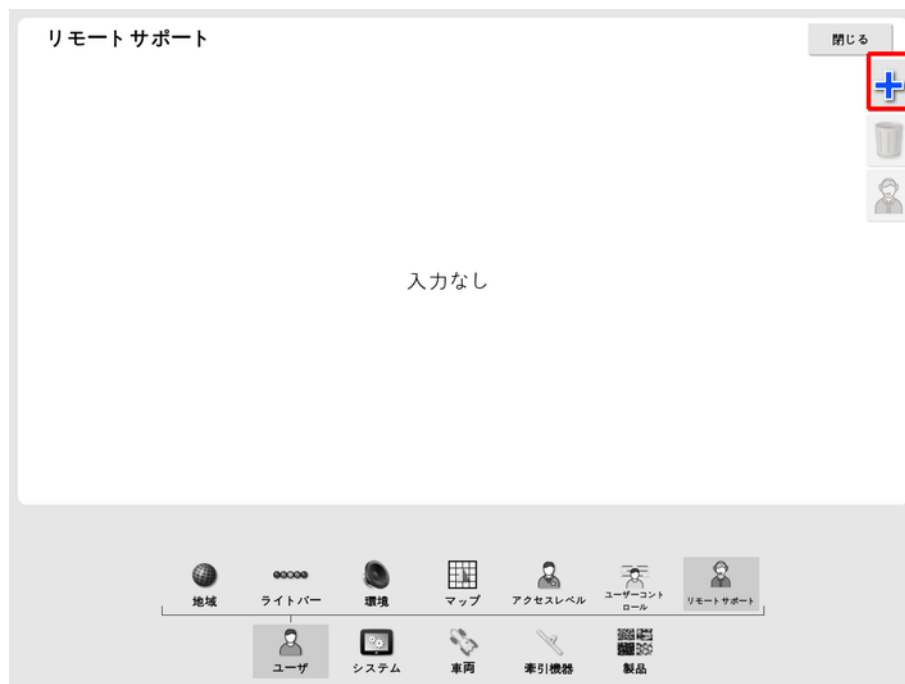 リモートサポート
閉じる
入力なし
地域
ライトバー
環境
マップ
アクセスレベル
ユーザーコント
ロール
リモートサポート
ユーザ
システム
車両
牽引機器
製品